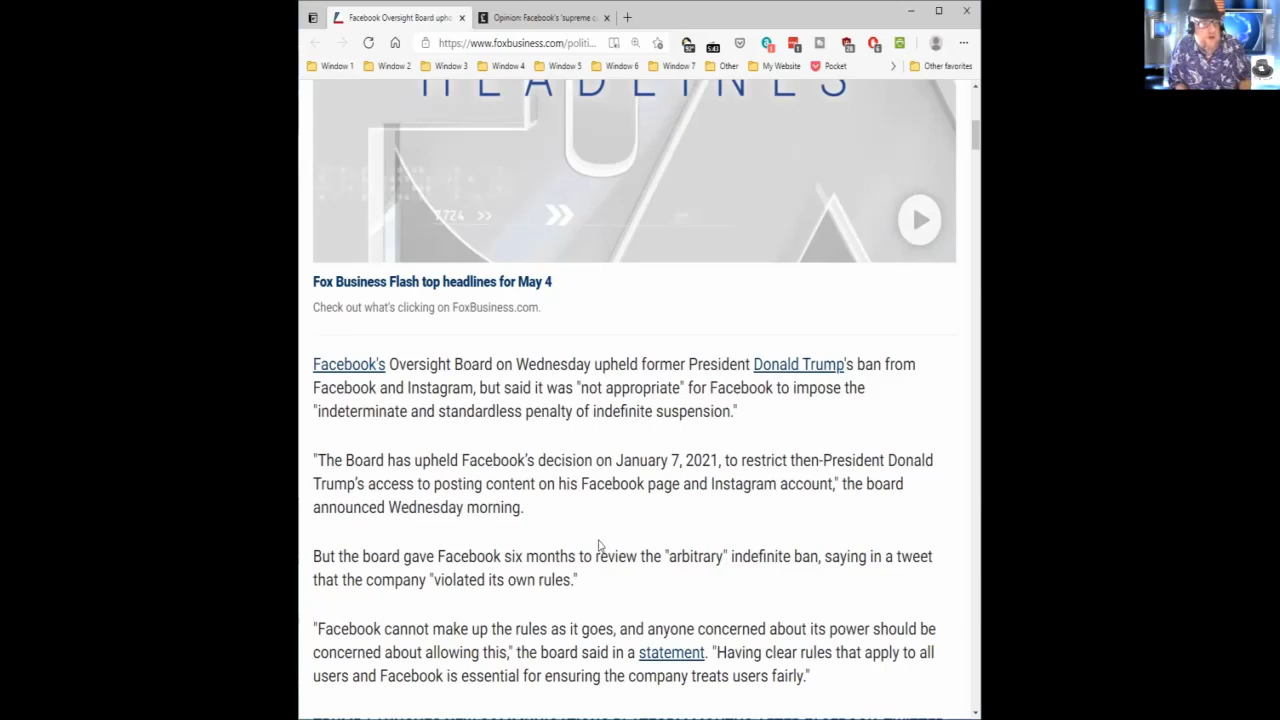 Facebook Oversight Board upho
Opinion: Facebook's 'supreme c
https://www.foxbusiness.com/politi...
92°
5:43
Window 1
Window 2
Window 3
Window 4
Window 5
Window 6
Window 7
Other
My Website
Pocket
Other favorites
HEADLINES
7724 >>
Fox Business Flash top headlines for May 4
Check out what's clicking on FoxBusiness.com.
Facebook's Oversight Board on Wednesday upheld former President Donald Trump's ban from
Facebook and Instagram, but said it was "not appropriate" for Facebook to impose the
"indeterminate and standardless penalty of indefinite suspension."
"The Board has upheld Facebook's decision on January 7, 2021, to restrict then-President Donald
Trump's access to posting content on his Facebook page and Instagram account," the board
announced Wednesday morning.
But the board gave Facebook six months to review the "arbitrary" indefinite ban, saying in a tweet
that the company "violated its own rules."
"Facebook cannot make up the rules as it goes, and anyone concerned about its power should be
concerned about allowing this," the board said in a statement. "Having clear rules that apply to all
users and Facebook is essential for ensuring the company treats users fairly."